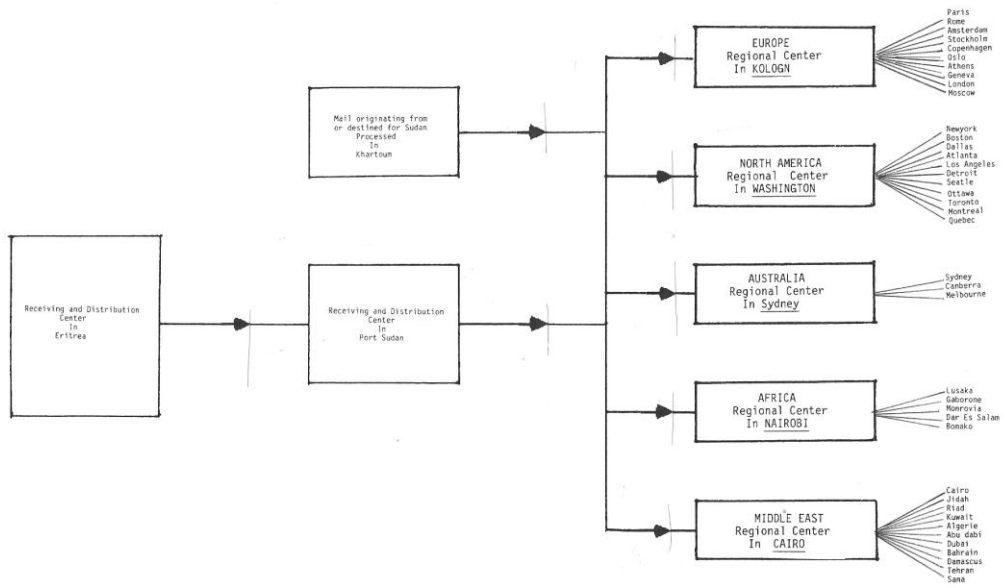 Receiving and Distribution
Center
In
Eritrea
Mail originating from
or destined for Sudan
Processed
In
Khartoum
Receiving and Distribution
Center
In
Port Sudan
EUROPE
Regional Center
In KOLOGN
Paris
Rome
Amsterdam
Stockholm
Copenhagen
Oslo
Athens
Geneva
London
Moscow
NORTH AMERICA
Regional Center
In WASHINGTON
Newyork
Boston
Dallas
Atlanta
Los Angeles
Detroit
Seatle
Ottawa
Toronto
Montreal
Quebec
AUSTRALIA
Regional Center
In Sydney
Sydney
Canberra
Melbourne
AFRICA
Regional Center
In NAIROBI
Lusaka
Gaborone
Monrovia
Dar Es Salam
Bomako
MIDDLE EAST
Regional Center
In CAIRO
Cairo
Jidah
Riad
Kuwait
Algerie
Abu dabi
Dubai
Bahrain
Damascus
Tehran
Sana